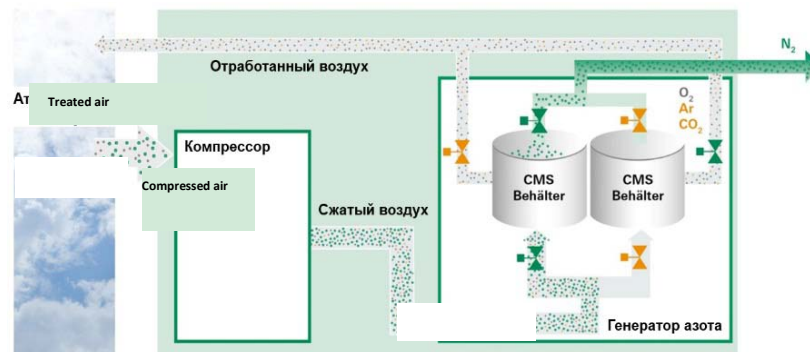 Отработанный воздух
N₂
Ат
Treated air
O₂
Ar
CO₂
Компрессор
CMS
Behälter
CMS
Behälter
Compressed air
Сжатый воздух
Генератор азота